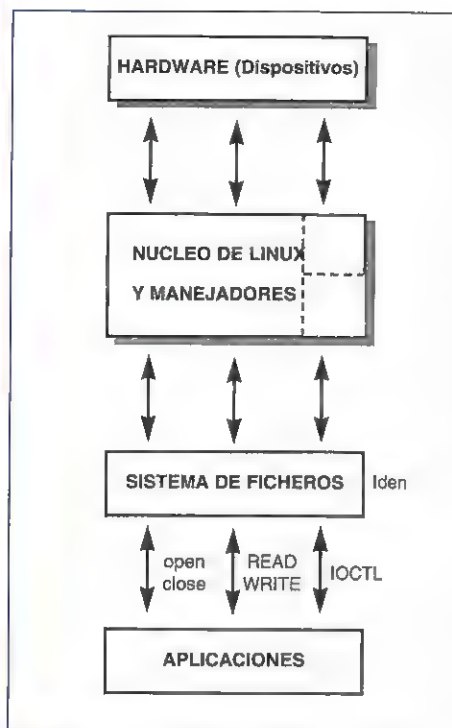 HARDWARE (Dispositivos)
NUCLEO DE LINUX
Y MANEJADORES
SISTEMA DE FICHEROS
Iden
open
close
READ
WRITE
IOCTL
APLICACIONES